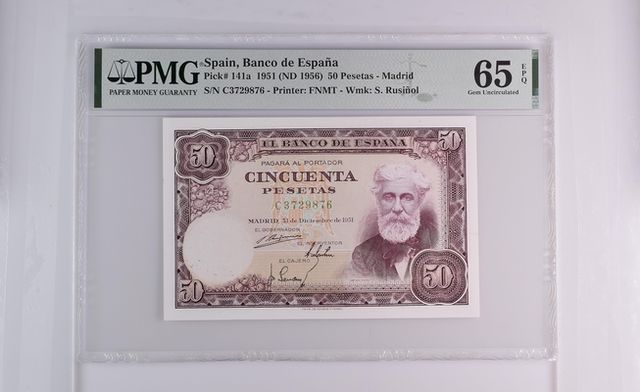 PMG
PAPER MONEY GUARANTY
Spain, Banco de España
Pick# 141a 1951 (ND 1956) 50 Pesetas - Madrid
S/N C3729876 - Printer: FNMT - Wmk: S. Rusiñol
65 EPQ
Gem Uncirculated
50 50
EL BANCO DE ESPAÑA
PAGARÁ AL PORTADOR
CINCUENTA
PESETAS
C3729876
MADRID 31 de Diciembre de 1951
EL GOBERNADOR
EL INTERVENTOR
EL CAJERO
50 50